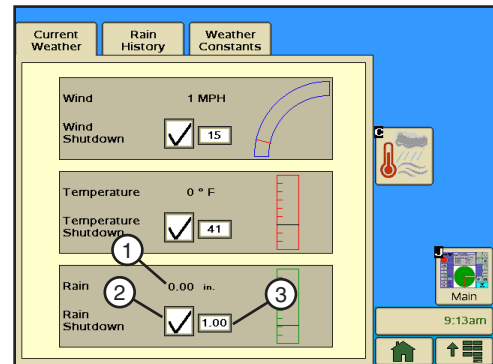 Current Weather
Rain History
Weather Constants
Wind 1 MPH
Wind Shutdown 15
Temperature 0 ° F
Temperature Shutdown 41
1
Rain 0.00 in.
2
3
Rain Shutdown 1.00
C
J
Main
9:13am